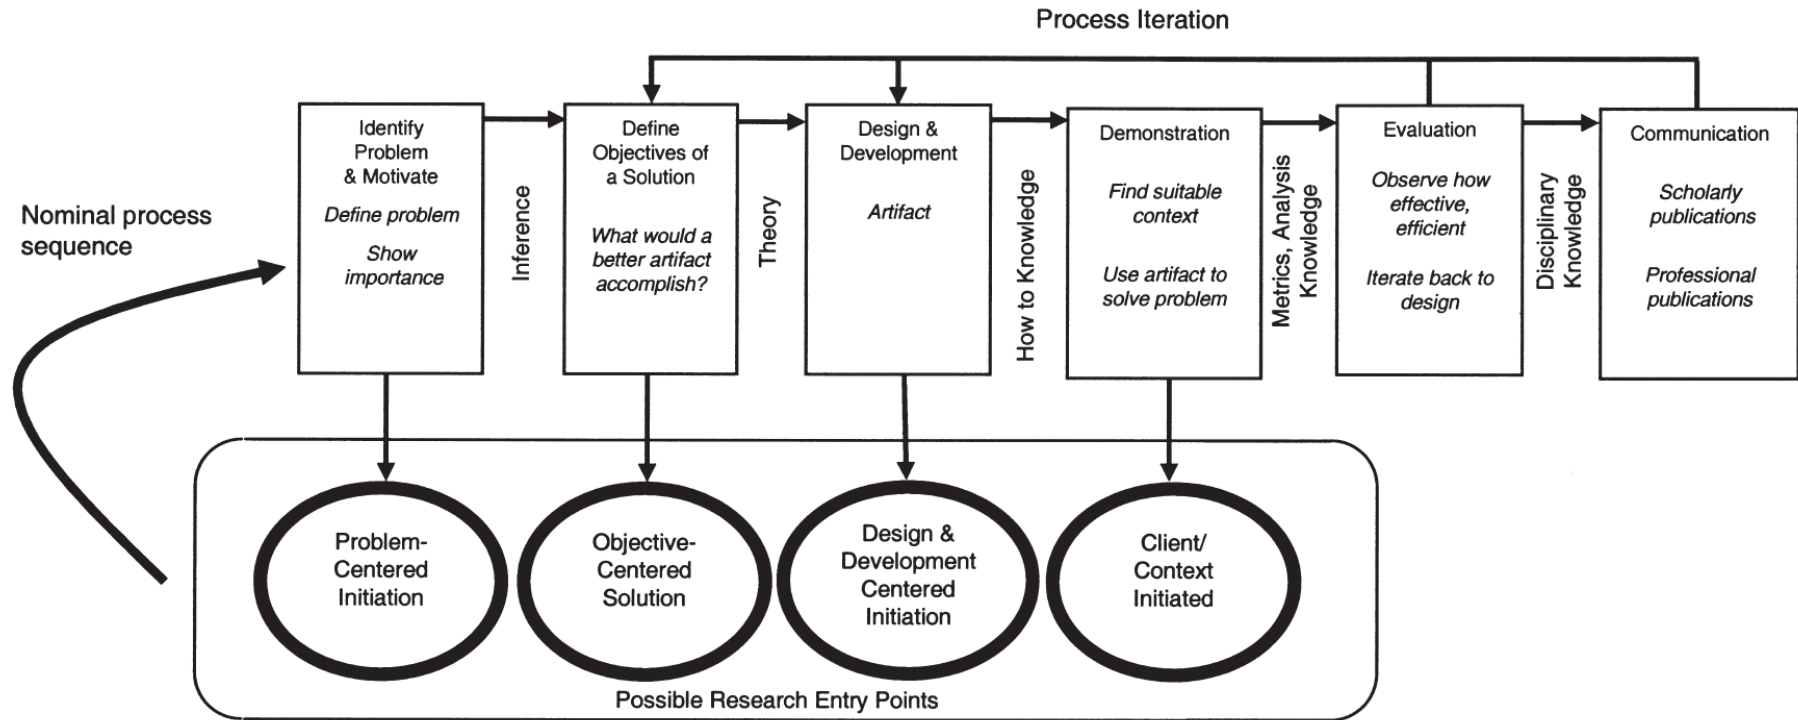 Process Iteration
Nominal process
sequence
Identify
Problem
& Motivate
Define problem
Show
importance
Inference
Define
Objectives of
a Solution
What would a
better artifact
accomplish?
Theory
Design &
Development
Artifact
How to Knowledge
Demonstration
Find suitable
context
Use artifact to
solve problem
Metrics, Analysis
Knowledge
Evaluation
Observe how
effective,
efficient
Iterate back to
design
Disciplinary
Knowledge
Communication
Scholarly
publications
Professional
publications
Problem-
Centered
Initiation
Objective-
Centered
Solution
Design &
Development
Centered
Initiation
Client/
Context
Initiated
Possible Research Entry Points